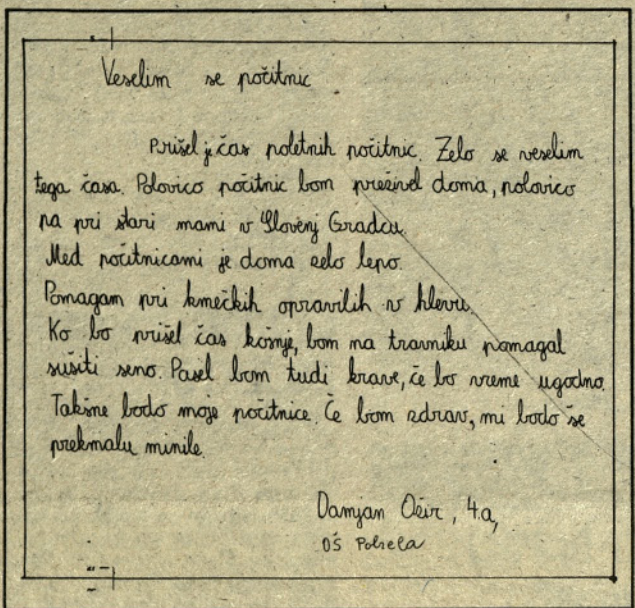 Veselim se počitnic
Prišel je čas poletnih počitnic. Zelo se veselim
tega časa. Polovico počitnic bom preživel doma, polovico
pa pri stari mami v Slovenj Gradcu.
Med počitnicami je doma zelo lepo.
Pomagam pri kmečkih opravilih v hlevu.
Ko bo prišel čas košnje, bom na travniku pomagal
sušiti seno. Pasel bom tudi krave, če bo vreme ugodno.
Takšne bodo moje počitnice. Če bom zdrav, mi bodo še
prekmalu minile.
Damjan 4.a,
OŠ Polzela